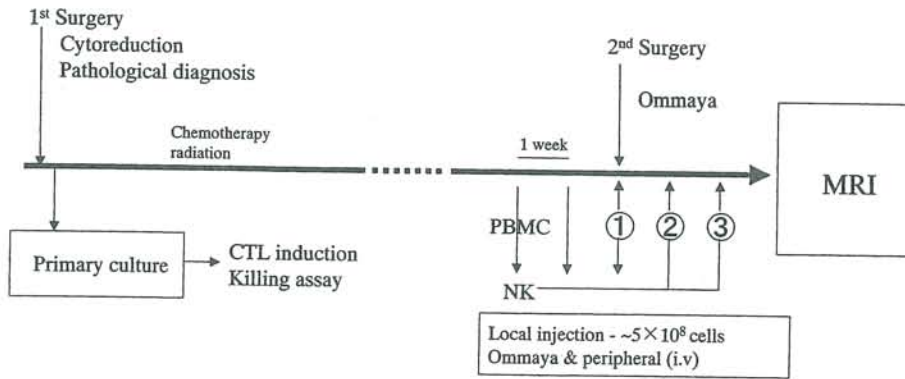 1st Surgery
Cytoreduction
Pathological diagnosis
2nd Surgery
Ommaya
Chemotherapy
radiation
1 week
MRI
PBMC
① ② ③
Primary culture
CTL induction
Killing assay
NK
Local injection - ~5×10⁸ cells
Ommaya & peripheral (i.v)